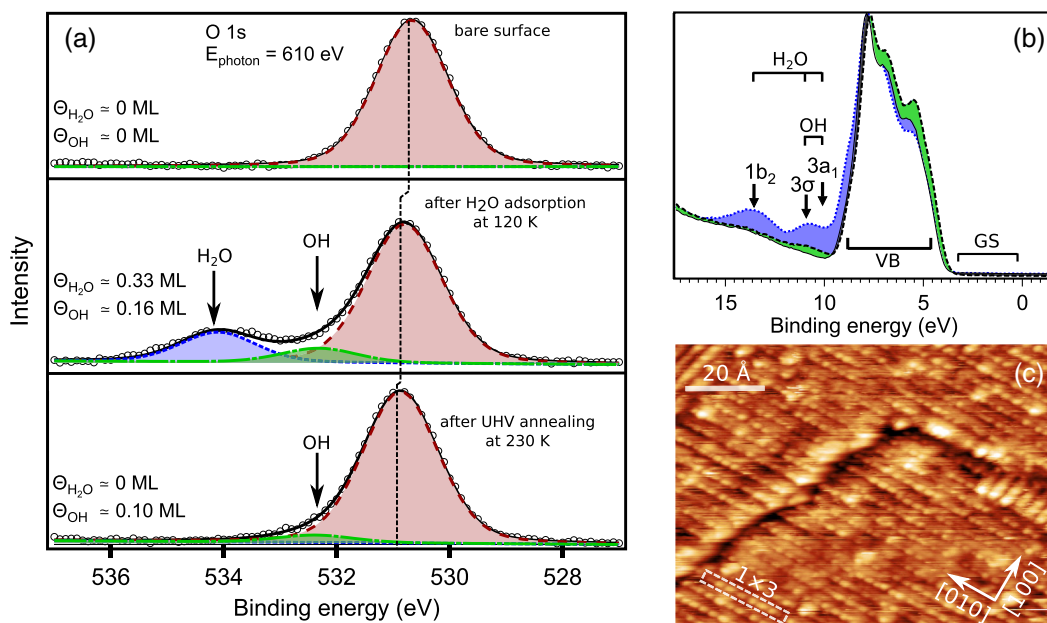 (a)
O 1s
E_photon = 610 eV
bare surface
Θ_H₂O ≃ 0 ML
Θ_OH ≃ 0 ML
after H₂O adsorption
at 120 K
H₂O
OH
Θ_H₂O ≃ 0.33 ML
Θ_OH ≃ 0.16 ML
after UHV annealing
at 230 K
OH
Θ_H₂O ≃ 0 ML
Θ_OH ≃ 0.10 ML
Intensity
536 534 532 530 528
Binding energy (eV)
(b)
H₂O
OH
1b₂ 3σ 3a₁
VB
GS
15 10 5 0
Binding energy (eV)
(c)
20 Å
1×3
[010]
[100]